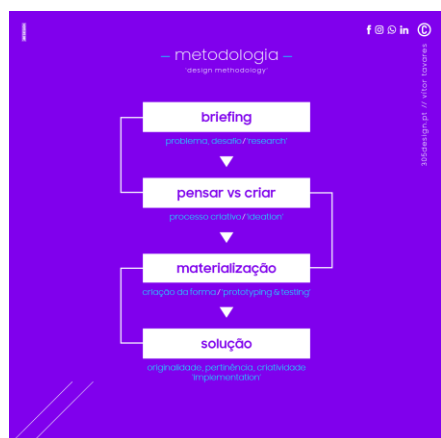 — metodologia —
'design methodology'
briefing
problema, desafio/'research'
pensar vs criar
processo criativo/'ideation'
materialização
criação da forma/'prototyping & testing'
solução
originalidade, pertinência, criatividade
'implementation'
305design.pt // vitor tavares